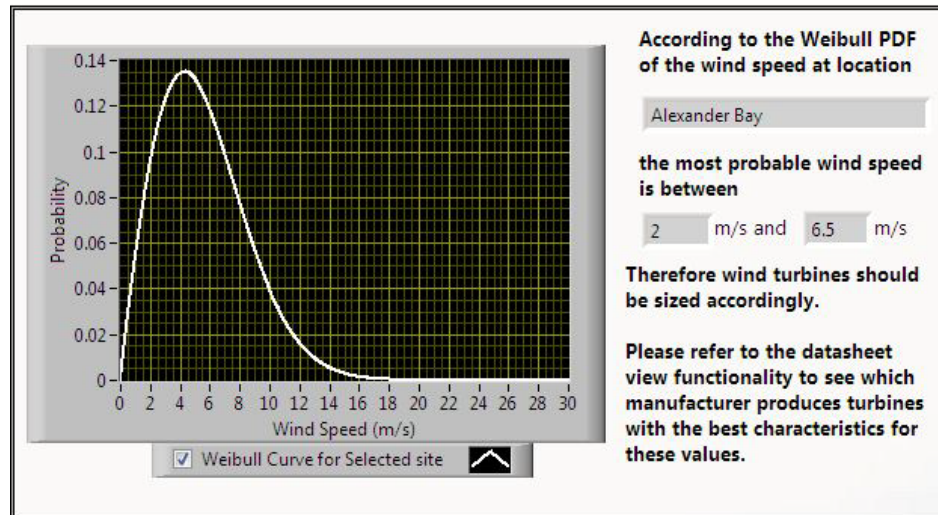 0.14
0.12
0.1
0.08
0.06
0.04
0.02
0
Probability
0 2 4 6 8 10 12 14 16 18 20 22 24 26 28 30
Wind Speed (m/s)
Weibull Curve for Selected site
According to the Weibull PDF
of the wind speed at location
Alexander Bay
the most probable wind speed
is between
2 m/s and 6.5 m/s
Therefore wind turbines should
be sized accordingly.
Please refer to the datasheet
view functionality to see which
manufacturer produces turbines
with the best characteristics for
these values.